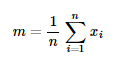 m = \frac{1}{n} \sum_{i=1}^{n} x_i